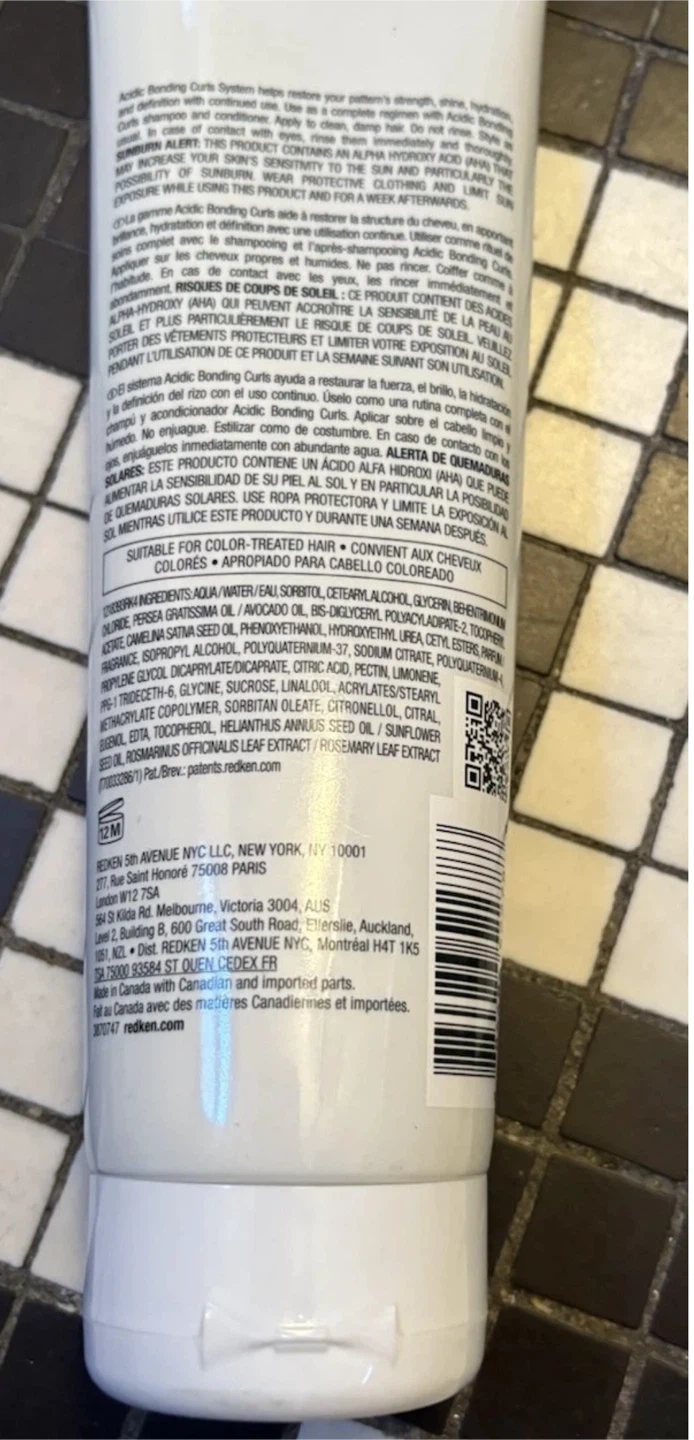 Acidic Bonding Curls System helps restore your pattern's strength, shine, hydration,
and definition with continued use. Use as a complete regimen with Acidic Bonding
Curls shampoo and conditioner. Apply to clean, damp hair. Do not rinse. Style as
usual. In case of contact with eyes, rinse them immediately and thoroughly.
SUNBURN ALERT: THIS PRODUCT CONTAINS AN ALPHA HYDROXY ACID (AHA) THAT
MAY INCREASE YOUR SKIN'S SENSITIVITY TO THE SUN AND PARTICULARLY THE
POSSIBILITY OF SUNBURN. WEAR PROTECTIVE CLOTHING AND LIMIT SUN
EXPOSURE WHILE USING THIS PRODUCT AND FOR A WEEK AFTERWARDS.
La gamme Acidic Bonding Curls aide à restorer la structure du cheveu, en apportant
brillance, hydratation et définition avec une utilisation continue. Utiliser comme rituel de
soins complet avec le shampooing et l'après-shampooing Acidic Bonding Curls.
Appliquer sur les cheveux propres et humides. Ne pas rincer. Coiffer comme à
l'habitude. En cas de contact avec les yeux, les rincer immédiatement et
abondamment. RISQUES DE COUPS DE SOLEIL : CE PRODUIT CONTIENT DES ACIDES
ALPHA-HYDROXY (AHA) QUI PEUVENT ACCROÎTRE LA SENSIBILITÉ DE LA PEAU AU
SOLEIL ET PLUS PARTICULIÈREMENT LE RISQUE DE COUPS DE SOLEIL. VEUILLEZ
PORTER DES VÊTEMENTS PROTECTEURS ET LIMITER VOTRE EXPOSITION AU SOLEIL
PENDANT L'UTILISATION DE CE PRODUIT ET LA SEMAINE SUIVANT SON UTILISATION.
El sistema Acidic Bonding Curls ayuda a restaurar la fuerza, el brillo, la hidratación
y la definición del rizo con el uso continuo. Úselo como una rutina completa con el
champú y acondicionador Acidic Bonding Curls. Aplicar sobre el cabello limpio y
húmedo. No enjuague. Estilizar como de costumbre. En caso de contacto con los
ojos, enjuáguelos inmediatamente con abundante agua. ALERTA DE QUEMADURAS
SOLARES: ESTE PRODUCTO CONTIENE UN ÁCIDO ALFA HIDROXI (AHA) QUE PUEDE
AUMENTAR LA SENSIBILIDAD DE SU PIEL AL SOL Y EN PARTICULAR LA POSIBILIDAD
DE QUEMADURAS SOLARES. USE ROPA PROTECTORA Y LIMITE LA EXPOSICIÓN AL
SOL MIENTRAS UTILICE ESTE PRODUCTO Y DURANTE UNA SEMANA DESPUÉS.
SUITABLE FOR COLOR-TREATED HAIR • CONVIENT AUX CHEVEUX
COLORÉS • APROPIADO PARA CABELLO COLOREADO
INGREDIENTS: AQUA / WATER / EAU, SORBITOL, CETEARYL ALCOHOL, GLYCERIN, BEHENTRIMONIUM
CHLORIDE, PERSEA GRATISSIMA OIL / AVOCADO OIL, BIS-DIGLYCERYL POLYACYLADIPATE-2, TOCOPHERYL
ACETATE, CAMELINA SATIVA SEED OIL, PHENOXYETHANOL, HYDROXYETHYL UREA, CETYL ESTERS, PARFUM /
FRAGRANCE, ISOPROPYL ALCOHOL, POLYQUATERNIUM-37, SODIUM CITRATE, POLYQUATERNIUM-4,
PROPYLENE GLYCOL DICAPRYLATE/DICAPRATE, CITRIC ACID, PECTIN, LIMONENE,
PPG-1 TRIDECETH-6, GLYCINE, SUCROSE, LINALOOL, ACRYLATES/STEARYL
METHACRYLATE COPOLYMER, SORBITAN OLEATE, CITRONELLOL, CITRAL,
EUGENOL, EDTA, TOCOPHEROL, HELIANTHUS ANNUUS SEED OIL / SUNFLOWER
SEED OIL, ROSMARINUS OFFICINALIS LEAF EXTRACT / ROSEMARY LEAF EXTRACT
(T70033286/1) Pat./Brev.: patents.redken.com
12M
REDKEN 5th AVENUE NYC LLC, NEW YORK, NY 10001
277, Rue Saint Honoré 75008 PARIS
London W12 7SA
564 St Kilda Rd. Melbourne, Victoria 3004, AUS
Level 2, Building B, 600 Great South Road, Ellerslie, Auckland,
1051, NZL • Dist. REDKEN 5th AVENUE NYC, Montréal H4T 1K5
TSA 75000 93584 ST OUEN CEDEX FR
Made in Canada with Canadian and imported parts.
Fait au Canada avec des matières Canadiennes et importées.
3870747 redken.com